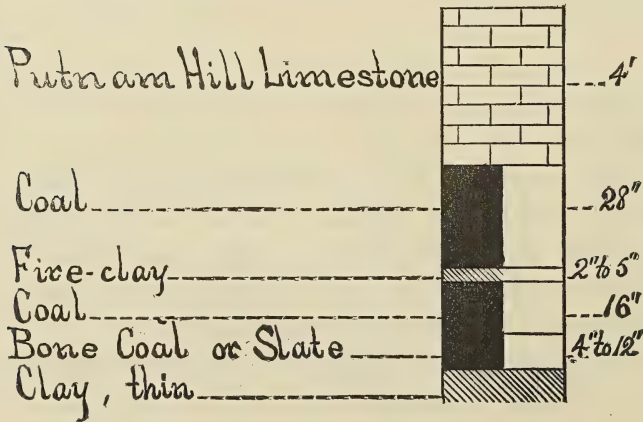 Putnam Hill Limestone 4'
Coal 28"
Fire-clay 2" to 5"
Coal 16"
Bone Coal or Slate 4" to 12"
Clay, thin